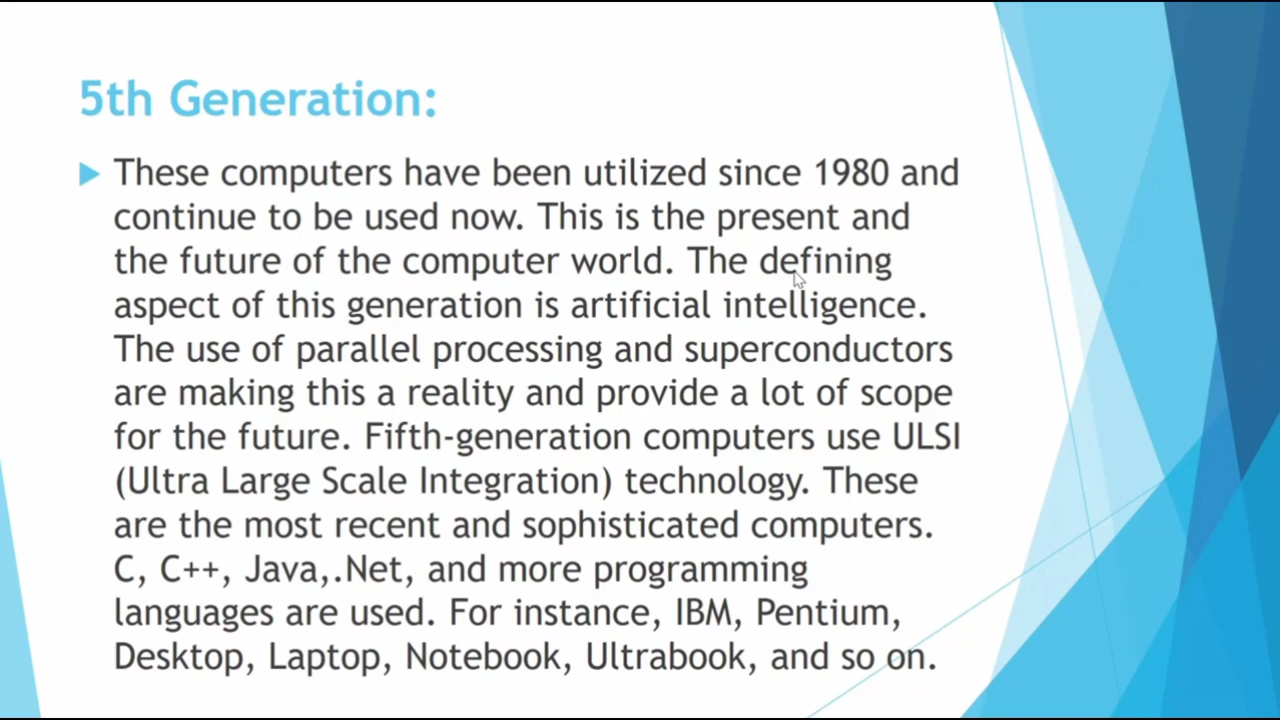 5th Generation:
These computers have been utilized since 1980 and
continue to be used now. This is the present and
the future of the computer world. The defining
aspect of this generation is artificial intelligence.
The use of parallel processing and superconductors
are making this a reality and provide a lot of scope
for the future. Fifth-generation computers use ULSI
(Ultra Large Scale Integration) technology. These
are the most recent and sophisticated computers.
C, C++, Java,.Net, and more programming
languages are used. For instance, IBM, Pentium,
Desktop, Laptop, Notebook, Ultrabook, and so on.